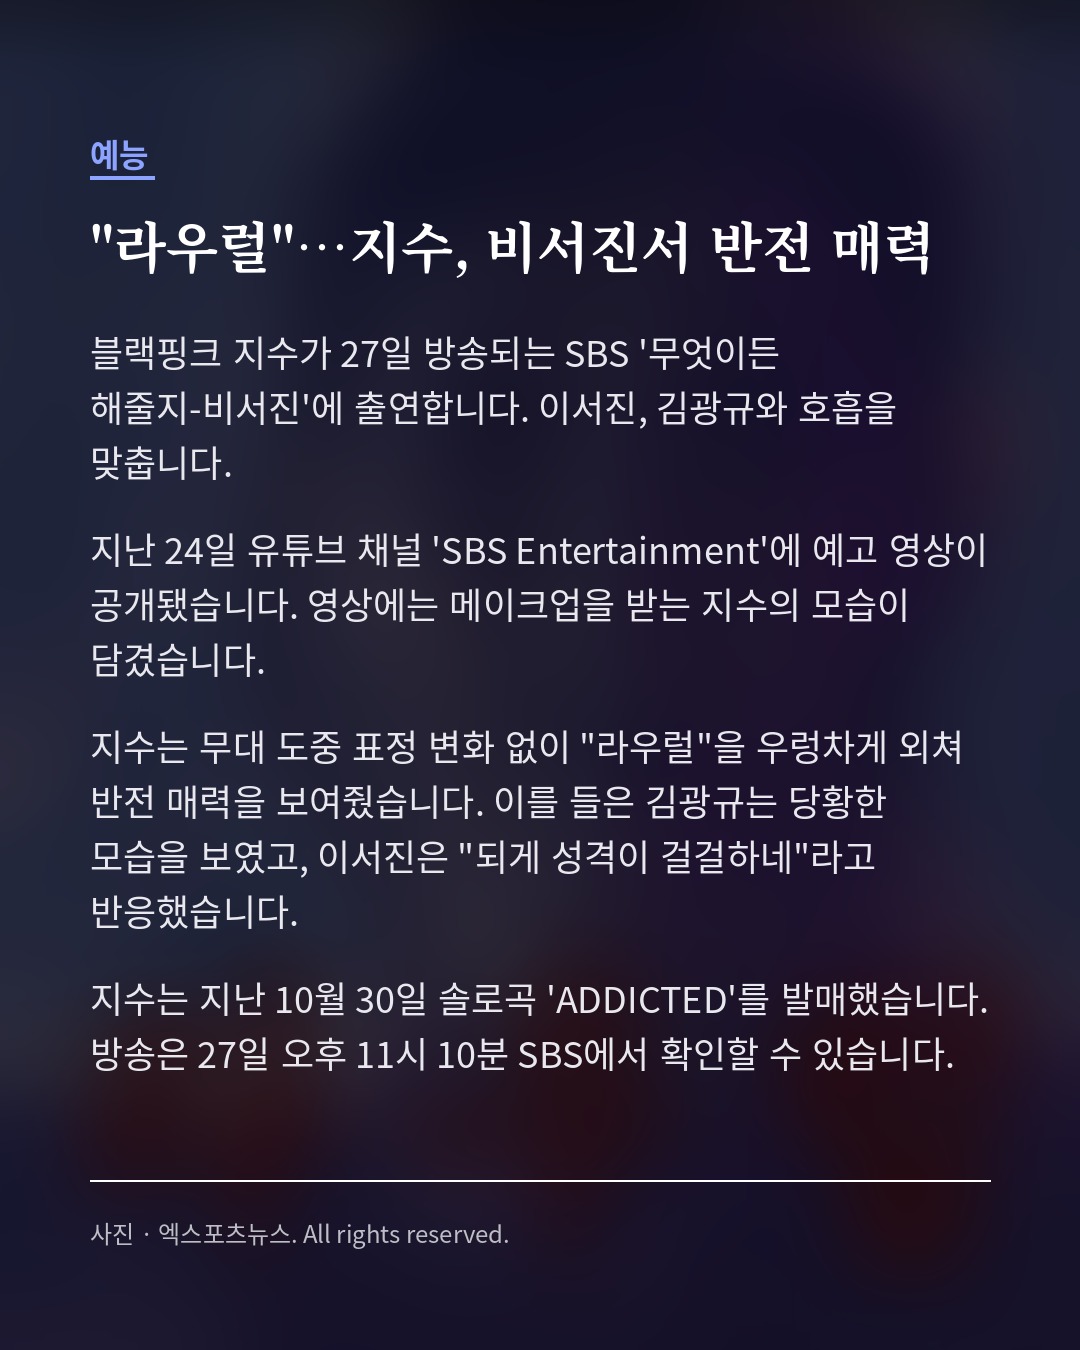 예능
"라우럴"…지수, 비서진서 반전 매력
블랙핑크 지수가 27일 방송되는 SBS '무엇이든
해줄지-비서진'에 출연합니다. 이서진, 김광규와 호흡을
맞춥니다.
지난 24일 유튜브 채널 'SBS Entertainment'에 예고 영상이
공개됐습니다. 영상에는 메이크업을 받는 지수의 모습이
담겼습니다.
지수는 무대 도중 표정 변화 없이 "라우럴"을 우렁차게 외쳐
반전 매력을 보여줬습니다. 이를 들은 김광규는 당황한
모습을 보였고, 이서진은 "되게 성격이 걸걸하네"라고
반응했습니다.
지수는 지난 10월 30일 솔로곡 'ADDICTED'를 발매했습니다.
방송은 27일 오후 11시 10분 SBS에서 확인할 수 있습니다.
사진 · 엑스포츠뉴스. All rights reserved.